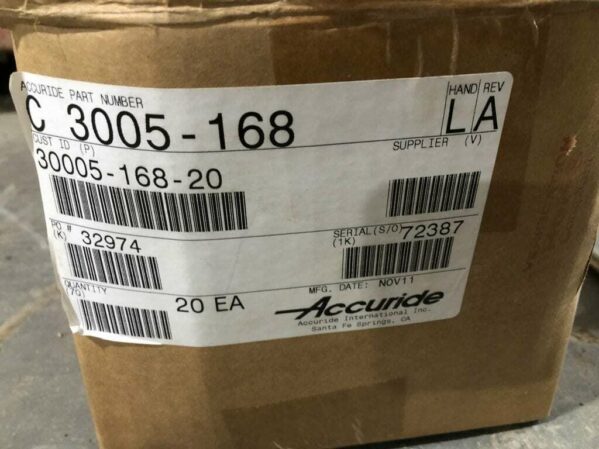 ACCURIDE PART NUMBER
C 3005-168
HAND REV
L A
CUST ID (P)
30005-168-20
SUPPLIER (V)
PO #
(K) 32974
SERIAL(S/O) 72387
(1K)
QUANTITY
20 EA
MFG. DATE: NOV11
Accuride
Accuride International Inc.
Santa Fe Springs, CA